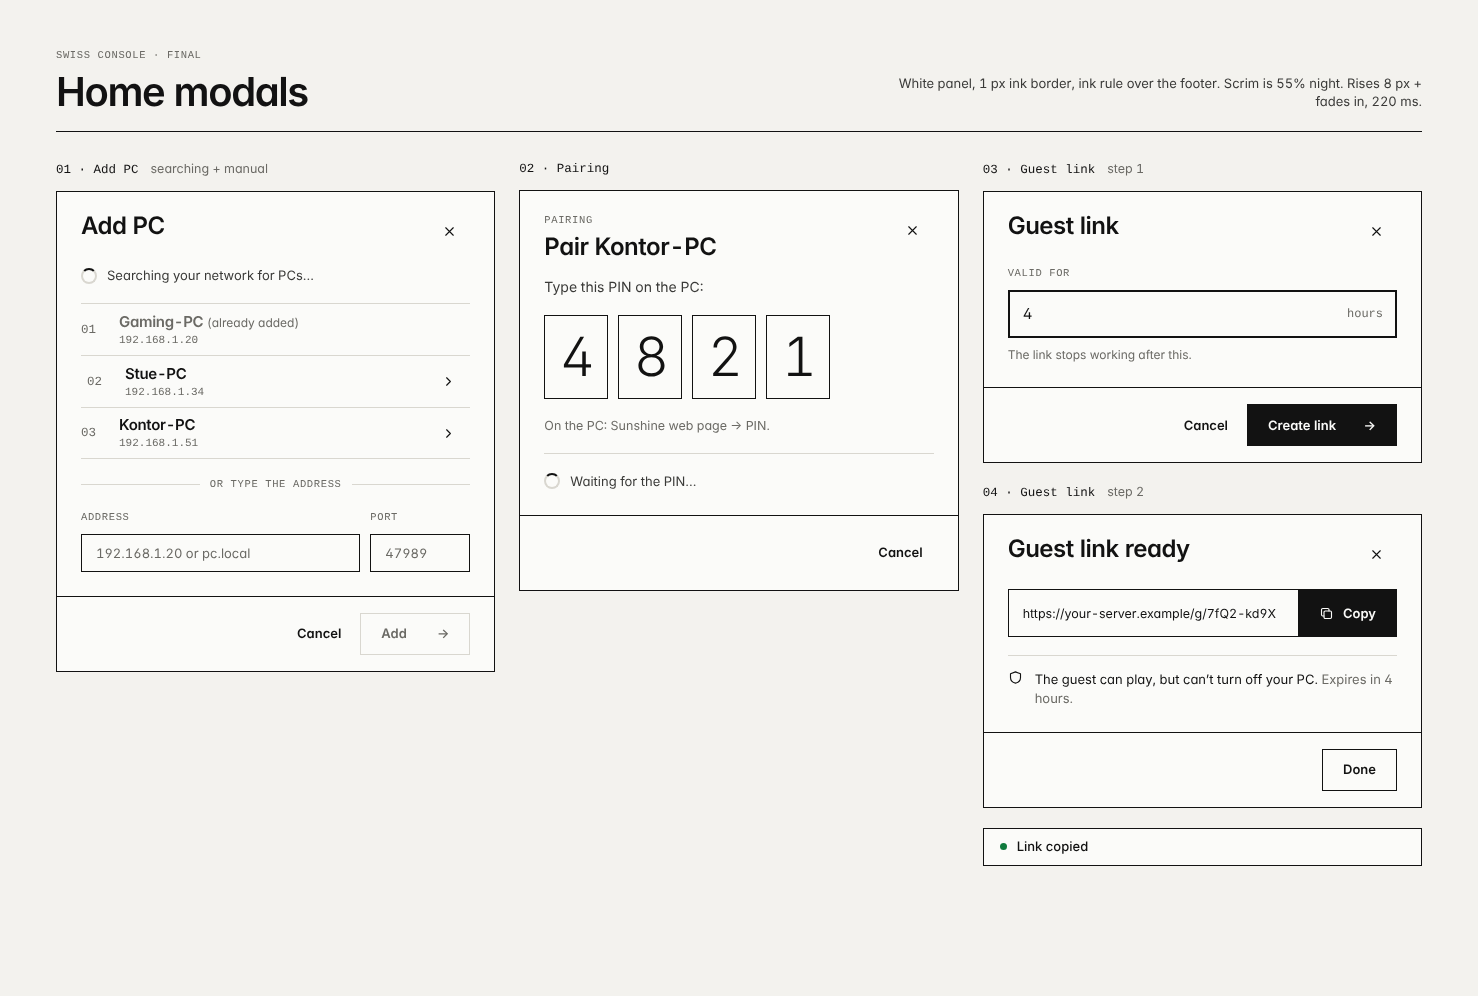 SWISS CONSOLE · FINAL
Home modals
White panel, 1 px ink border, ink rule over the footer. Scrim is 55% night. Rises 8 px +
fades in, 220 ms.
01 · Add PC searching + manual
Add PC
Searching your network for PCs…
01 Gaming-PC (already added)
192.168.1.20
02 Stue-PC
192.168.1.34
03 Kontor-PC
192.168.1.51
OR TYPE THE ADDRESS
ADDRESS PORT
192.168.1.20 or pc.local 47989
Cancel Add →
02 · Pairing
PAIRING
Pair Kontor-PC
Type this PIN on the PC:
4 8 2 1
On the PC: Sunshine web page → PIN.
Waiting for the PIN…
Cancel
03 · Guest link step 1
Guest link
VALID FOR
4 hours
The link stops working after this.
Cancel Create link →
04 · Guest link step 2
Guest link ready
https://your-server.example/g/7fQ2-kd9X Copy
The guest can play, but can’t turn off your PC. Expires in 4
hours.
Done
Link copied